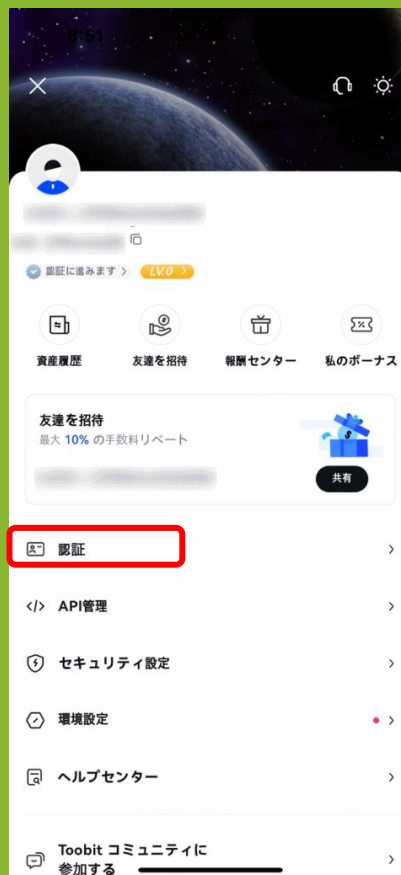 8:51
認証に進みます >
LV.0 >
資産履歴
友達を招待
報酬センター
私のボーナス
友達を招待
最大 10% の手数料リベート
共有
認証
</> API管理
セキュリティ設定
環境設定
ヘルプセンター
Toobit コミュニティに
参加する